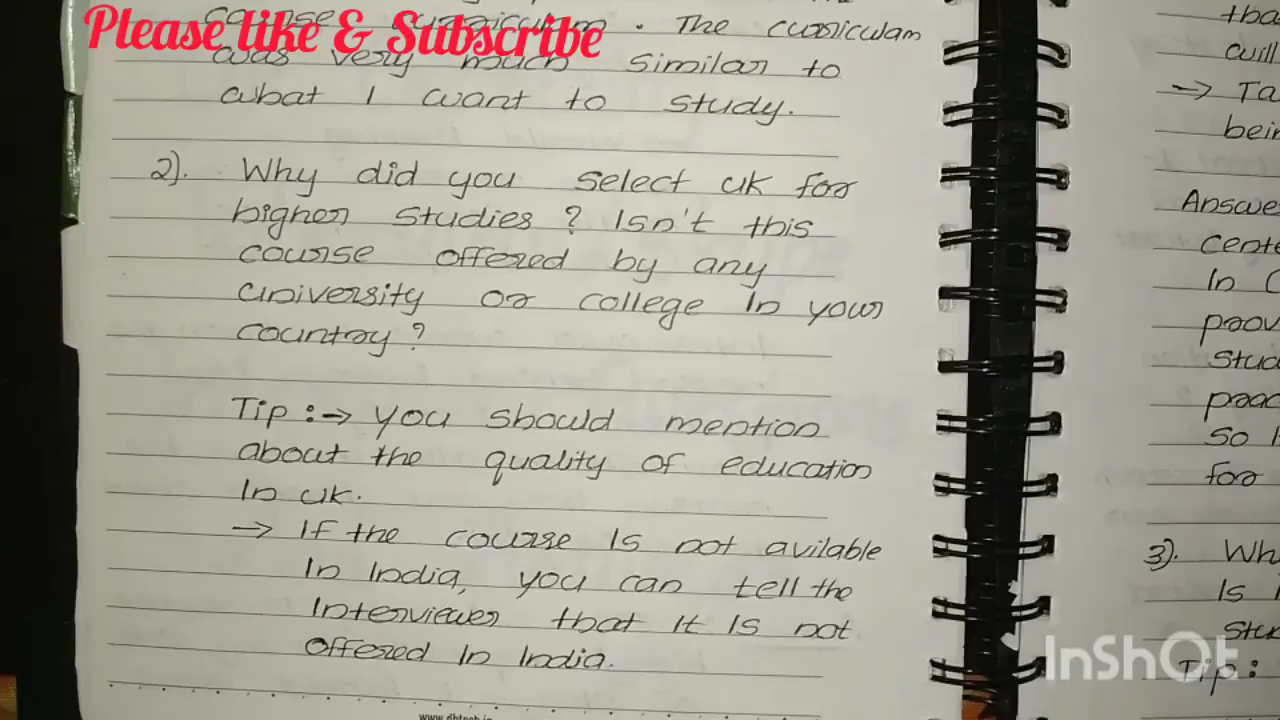 Please like & Subscribe
course curriculum. The curriculam
was very much similar to
what I want to study.
2). Why did you select UK for
higher studies? Isn't this
course offered by any
university or college in your
country?
Tip :→ you should mention
about the quality of education
in UK.
→ If the course is not avilable
in India, you can tell the
interviewer that it is not
offered in India.
tha
will
→ Ta
bein
Answe
cente
in C
prov
Stud
prac
so i
for
3). Wh
is i
Stu
Tip :
InShOt